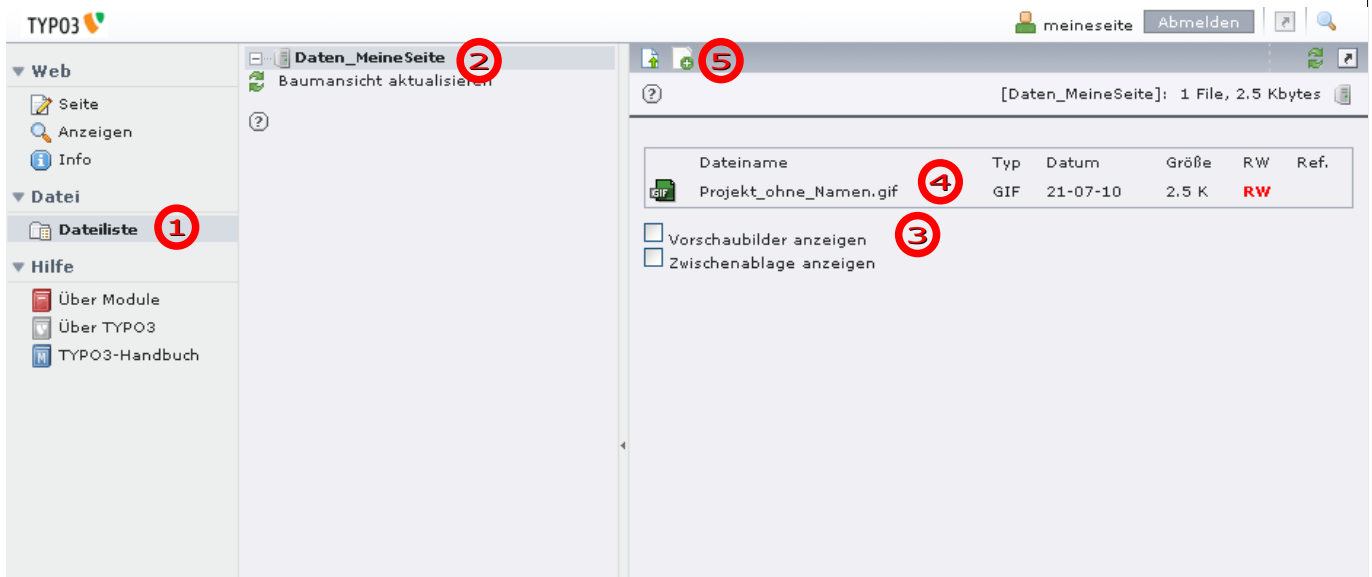 TYPO3
meineseite Abmelden
Web
Seite
Anzeigen
Info
Datei
Dateiliste 1
Hilfe
Über Module
Über TYPO3
TYPO3-Handbuch
Daten_MeineSeite 2
Baumansicht aktualisieren
?
5
? [Daten_MeineSeite]: 1 File, 2.5 Kbytes
Dateiname Typ Datum Größe RW Ref.
GIF Projekt_ohne_Namen.gif 4 GIF 21-07-10 2.5 K RW
Vorschaubilder anzeigen 3
Zwischenablage anzeigen